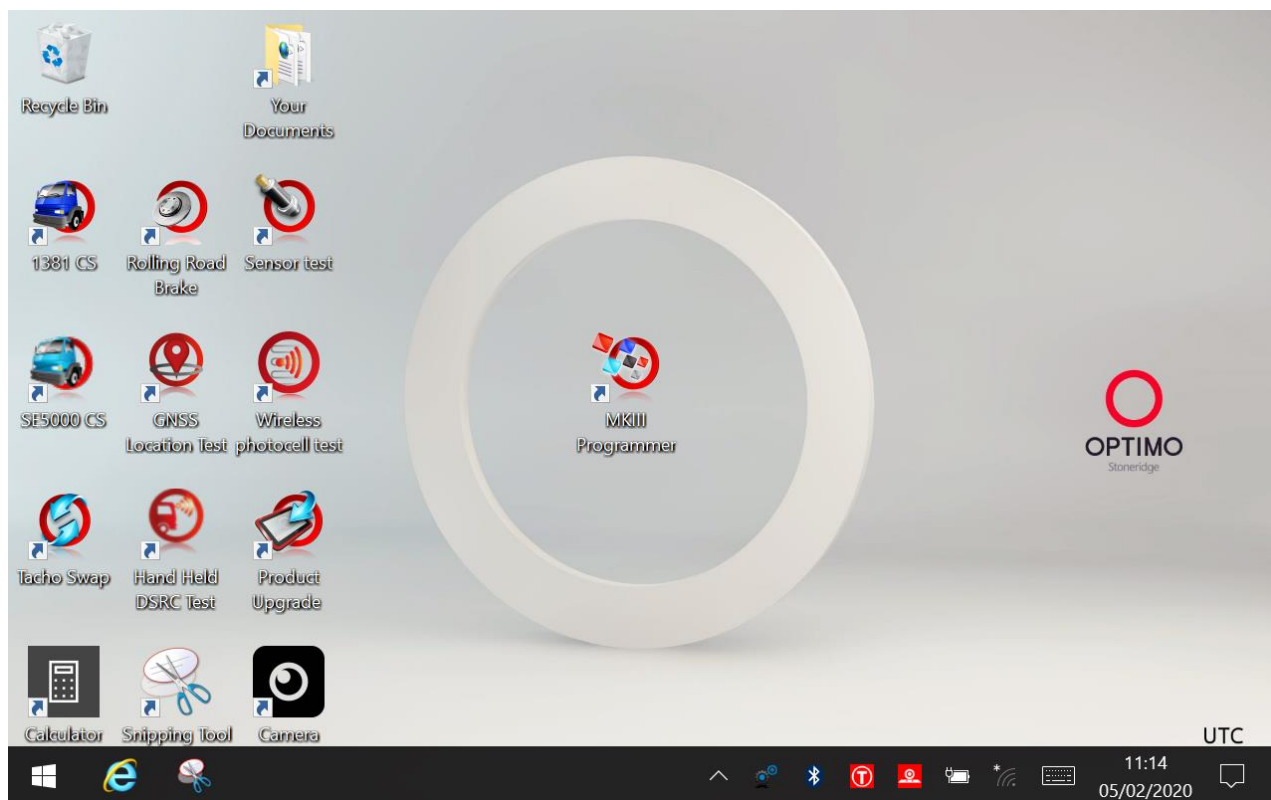 Recycle Bin
Your
Documents
1381 CS
Rolling Road
Brake
Sensor test
SE5000 CS
GNSS
Location Test
Wireless
photocell test
MKIII
Programmer
OPTIMO
Stoneridge
Tacho Swap
Hand Held
DSRC Test
Product
Upgrade
Calculator
Snipping Tool
Camera
UTC
T
11:14
05/02/2020